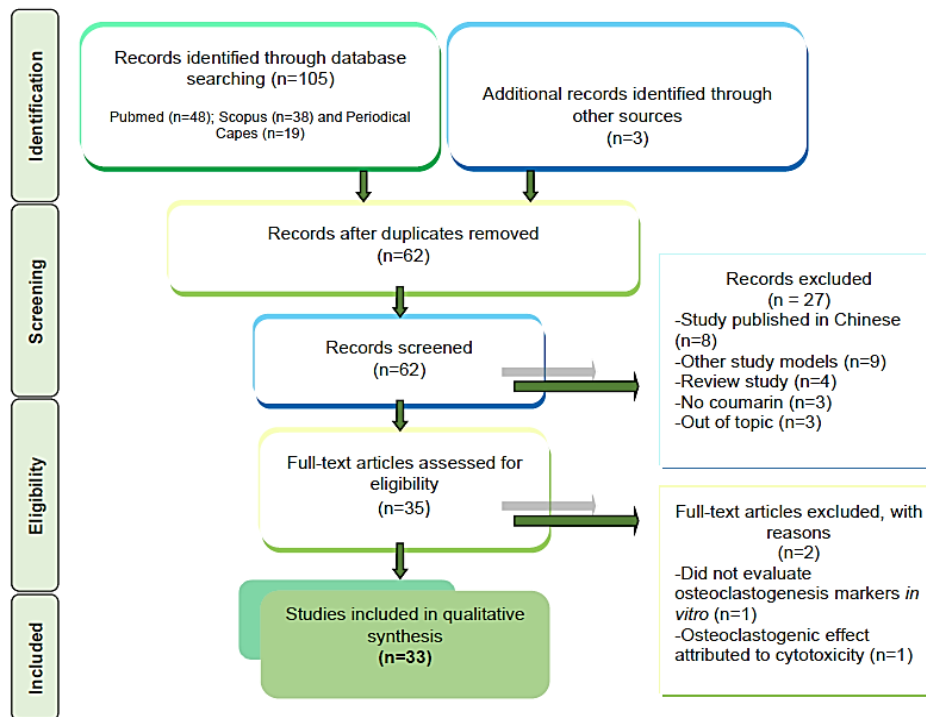 Identification
Records identified through database
searching (n=105)
Pubmed (n=48); Scopus (n=38) and Periodical
Capes (n=19)
Additional records identified through
other sources
(n=3)
Screening
Records after duplicates removed
(n=62)
Records screened
(n=62)
Records excluded
(n = 27)
-Study published in Chinese
(n=8)
-Other study models (n=9)
-Review study (n=4)
-No coumarin (n=3)
-Out of topic (n=3)
Eligibility
Full-text articles assessed for
eligibility
(n=35)
Full-text articles excluded, with
reasons
(n=2)
-Did not evaluate
osteoclastogenesis markers in
vitro (n=1)
-Osteoclastogenic effect
attributed to cytotoxicity (n=1)
Included
Studies included in qualitative
synthesis
(n=33)